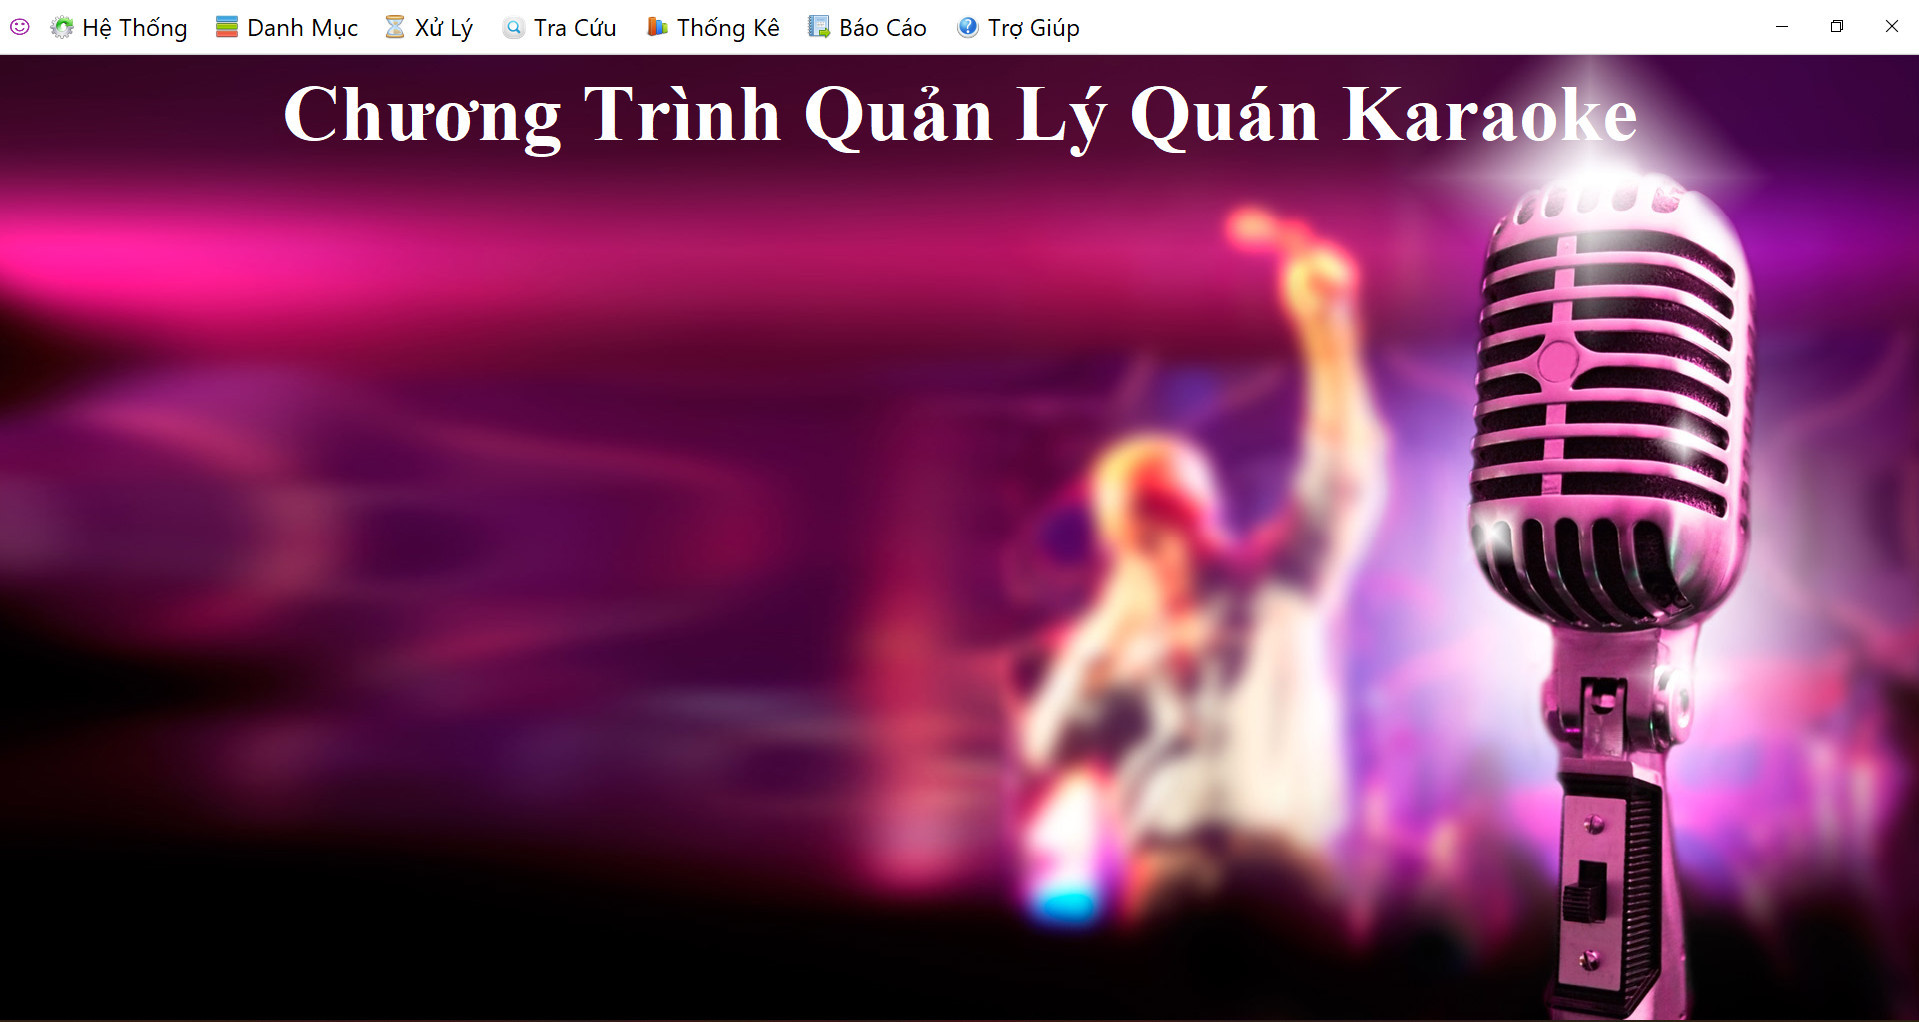 Hệ Thống Danh Mục Xử Lý Tra Cứu Thống Kê Báo Cáo Trợ Giúp
Chương Trình Quản Lý Quán Karaoke